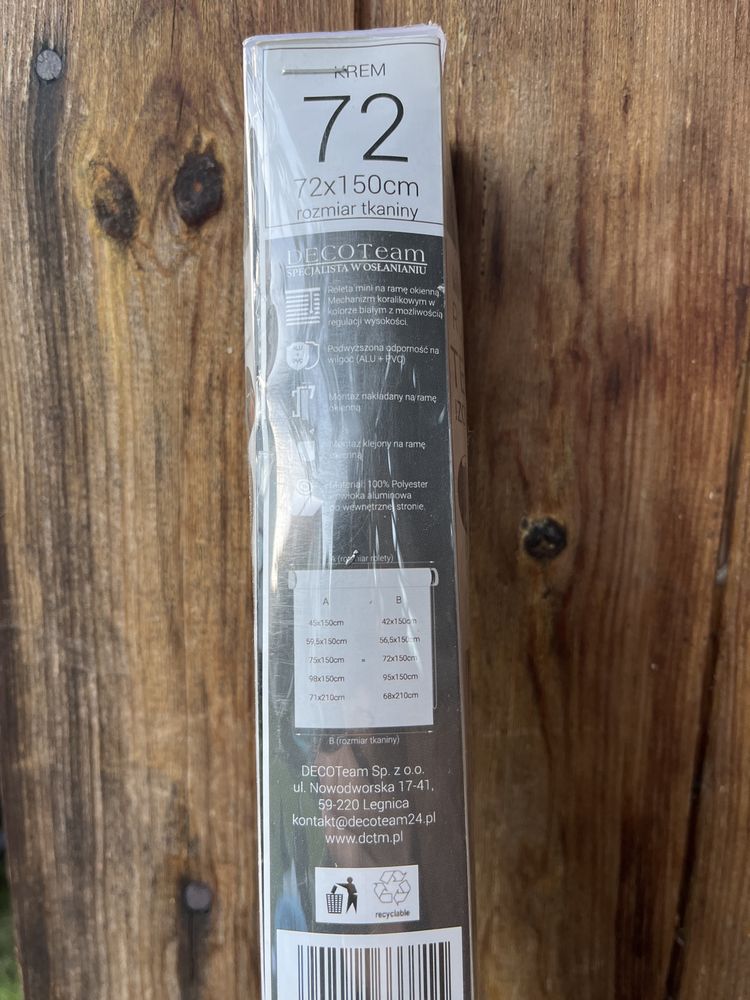 KREM
72
72x150cm
rozmiar tkaniny
DECOTeam
SPECJALISTA W OSŁANIANIU
Roleta mini na ramę okienną.
Mechanizm koralikowym w
kolorze białym z możliwością
regulacji wysokości.
Podwyższona odporność na
wilgoć (ALU + PVC)
Montaż nakładany na ramę
okienną
Montaż klejony na ramę
okienną
Materiał: 100% Polyester
powłoka aluminowa
po wewnętrznej stronie.
A (rozmiar rolety)
A B
45x150cm 42x150cm
59,5x150cm 56,5x150cm
75x150cm 72x150cm
98x150cm 95x150cm
71x210cm 68x210cm
B (rozmiar tkaniny)
DECOTeam Sp. z o.o.
ul. Nowodworska 17-41,
59-220 Legnica
kontakt@decoteam24.pl
www.dctm.pl
recyclable